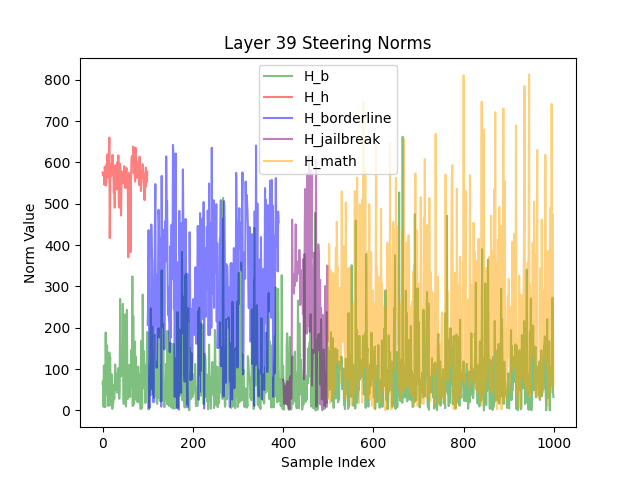 Layer 39 Steering Norms
H_b
H_h
H_borderline
H_jailbreak
H_math
Norm Value
800
700
600
500
400
300
200
100
0
0 200 400 600 800 1000
Sample Index